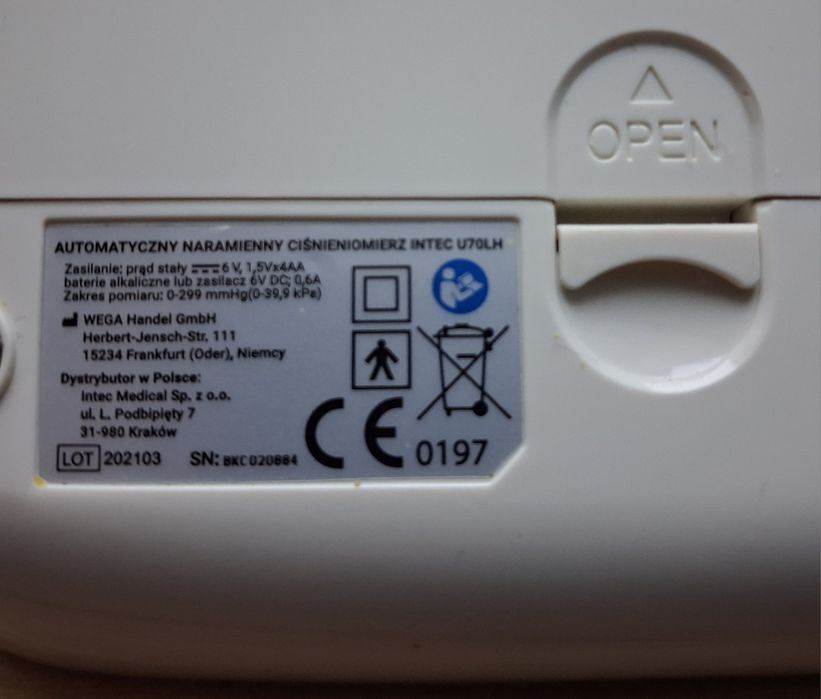 OPEN
AUTOMATYCZNY NARAMIENNY CIŚNIENIOMIERZ INTEC U70LH
Zasilanie: prąd stały ⎓ 6 V, 1,5Vx4AA
baterie alkaliczne lub zasilacz 6V DC; 0,6A
Zakres pomiaru: 0-299 mmHg(0-39,9 kPa)
WEGA Handel GmbH
Herbert-Jensch-Str, 111
15234 Frankfurt (Oder), Niemcy
Dystrybutor w Polsce:
Intec Medical Sp. z o.o.
ul. L. Podbipięty 7
31-980 Kraków
LOT 202103 SN: BKC020884
CE 0197